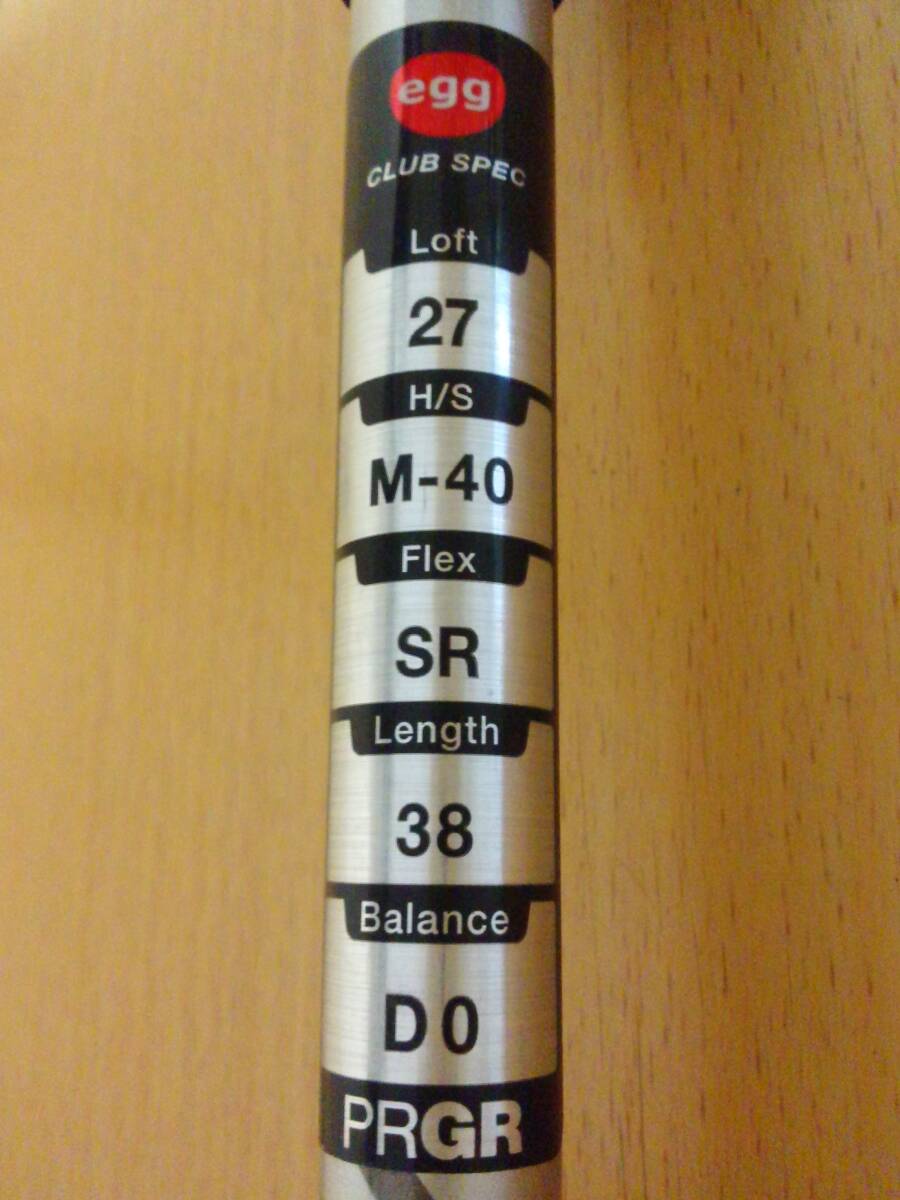 egg
CLUB SPEC
Loft
27
H/S
M-40
Flex
SR
Length
38
Balance
D0
PRGR